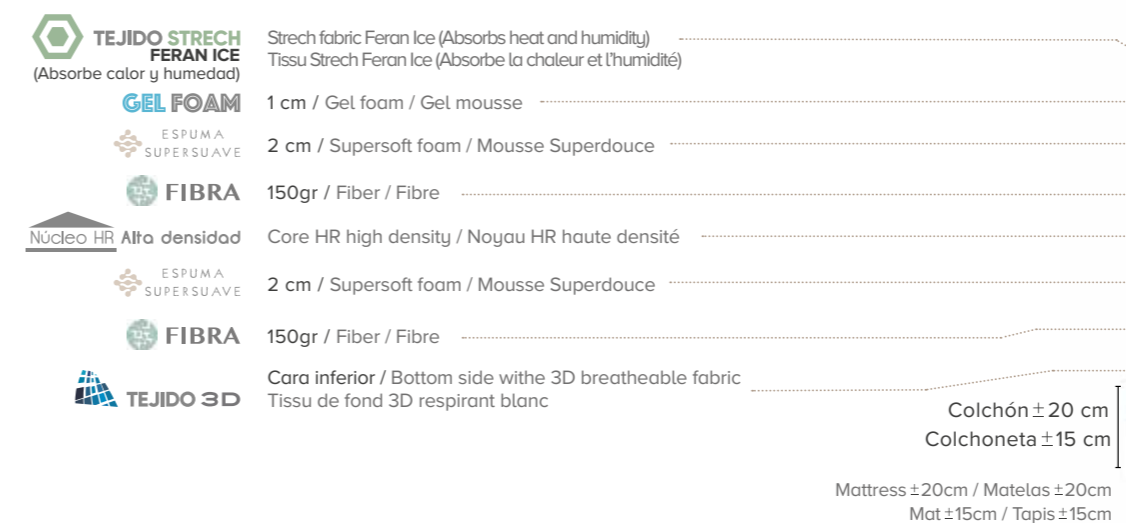 TEJIDO STRECH
FERAN ICE
(Absorbe calor y humedad)
Strech fabric Feran Ice (Absorbs heat and humidity)
Tissu Strech Feran Ice (Absorbe la chaleur et l'humidité)
GEL FOAM
1 cm / Gel foam / Gel mousse
ESPUMA
SUPERSUAVE
2 cm / Supersoft foam / Mousse Superdouce
FIBRA
150gr / Fiber / Fibre
Núcleo HR Alta densidad
Core HR high density / Noyau HR haute densité
ESPUMA
SUPERSUAVE
2 cm / Supersoft foam / Mousse Superdouce
FIBRA
150gr / Fiber / Fibre
TEJIDO 3D
Cara inferior / Bottom side withe 3D breatheable fabric
Tissu de fond 3D respirant blanc
Colchón ±20 cm
Colchoneta ±15 cm
Mattress ±20cm / Matelas ±20cm
Mat ±15cm / Tapis ±15cm